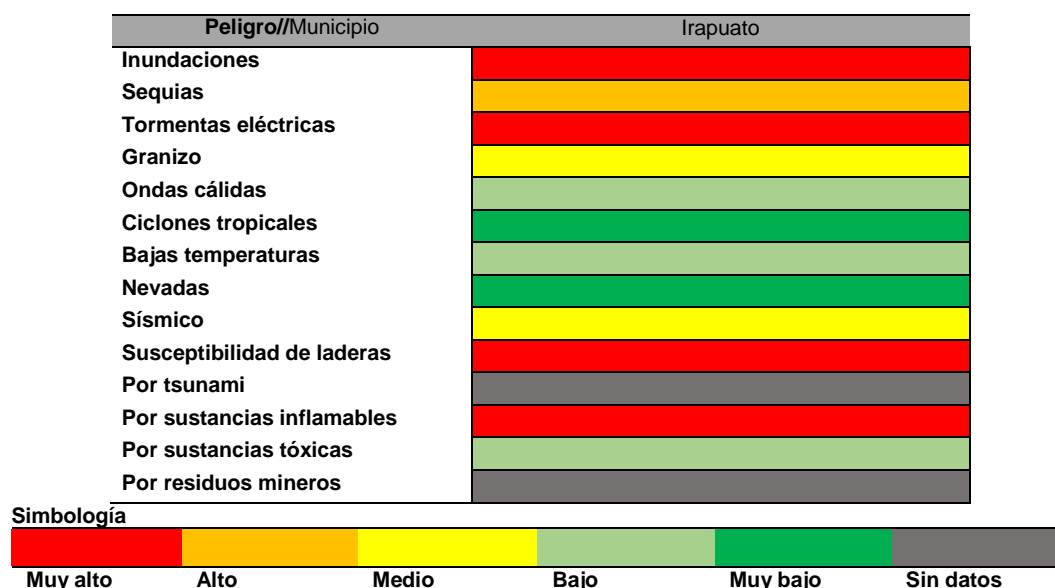 Peligro//Municipio Irapuato
Inundaciones
Sequias
Tormentas eléctricas
Granizo
Ondas cálidas
Ciclones tropicales
Bajas temperaturas
Nevadas
Sísmico
Susceptibilidad de laderas
Por tsunami
Por sustancias inflamables
Por sustancias tóxicas
Por residuos mineros
Simbología
Muy alto Alto Medio Bajo Muy bajo Sin datos